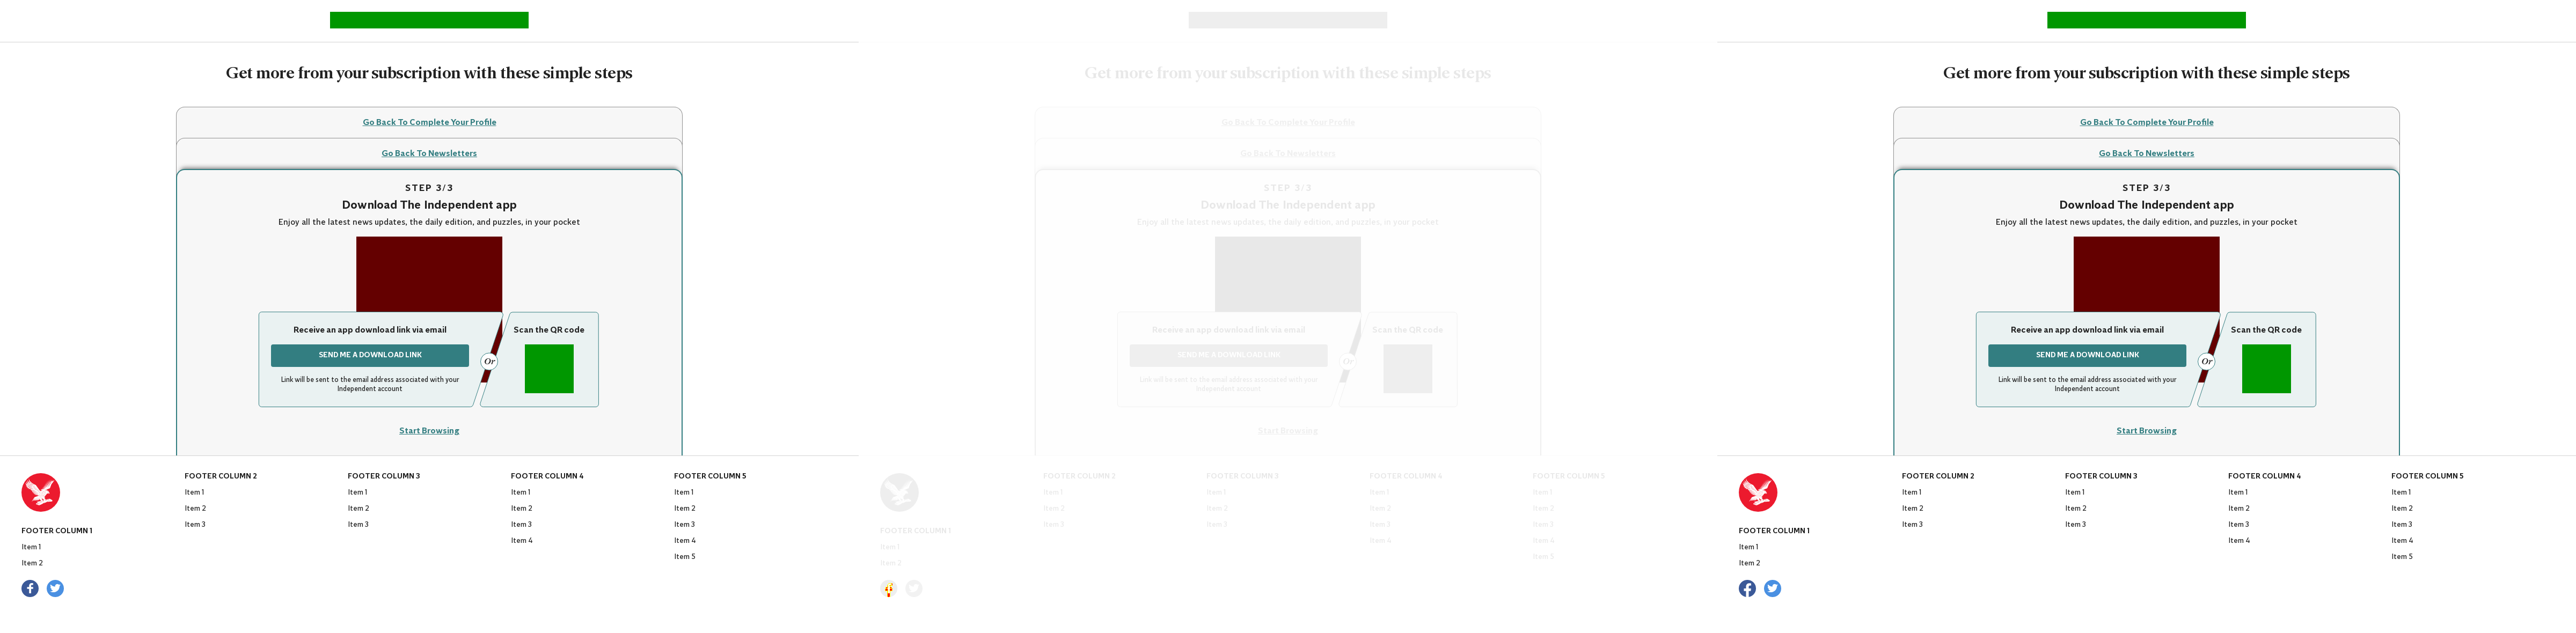 Get more from your subscription with these simple steps
Go Back To Complete Your Profile
Go Back To Newsletters
STEP 3/3
Download The Independent app
Enjoy all the latest news updates, the daily edition, and puzzles, in your pocket
Receive an app download link via email
SEND ME A DOWNLOAD LINK
Link will be sent to the email address associated with your
Independent account
Or
Scan the QR code
Start Browsing
FOOTER COLUMN 1
Item 1
Item 2
FOOTER COLUMN 2
Item 1
Item 2
Item 3
FOOTER COLUMN 3
Item 1
Item 2
Item 3
FOOTER COLUMN 4
Item 1
Item 2
Item 3
Item 4
FOOTER COLUMN 5
Item 1
Item 2
Item 3
Item 4
Item 5
Get more from your subscription with these simple steps
Go Back To Complete Your Profile
Go Back To Newsletters
STEP 3/3
Download The Independent app
Enjoy all the latest news updates, the daily edition, and puzzles, in your pocket
Receive an app download link via email
SEND ME A DOWNLOAD LINK
Link will be sent to the email address associated with your
Independent account
Or
Scan the QR code
Start Browsing
FOOTER COLUMN 1
Item 1
Item 2
FOOTER COLUMN 2
Item 1
Item 2
Item 3
FOOTER COLUMN 3
Item 1
Item 2
Item 3
FOOTER COLUMN 4
Item 1
Item 2
Item 3
Item 4
FOOTER COLUMN 5
Item 1
Item 2
Item 3
Item 4
Item 5
Get more from your subscription with these simple steps
Go Back To Complete Your Profile
Go Back To Newsletters
STEP 3/3
Download The Independent app
Enjoy all the latest news updates, the daily edition, and puzzles, in your pocket
Receive an app download link via email
SEND ME A DOWNLOAD LINK
Link will be sent to the email address associated with your
Independent account
Or
Scan the QR code
Start Browsing
FOOTER COLUMN 1
Item 1
Item 2
FOOTER COLUMN 2
Item 1
Item 2
Item 3
FOOTER COLUMN 3
Item 1
Item 2
Item 3
FOOTER COLUMN 4
Item 1
Item 2
Item 3
Item 4
FOOTER COLUMN 5
Item 1
Item 2
Item 3
Item 4
Item 5